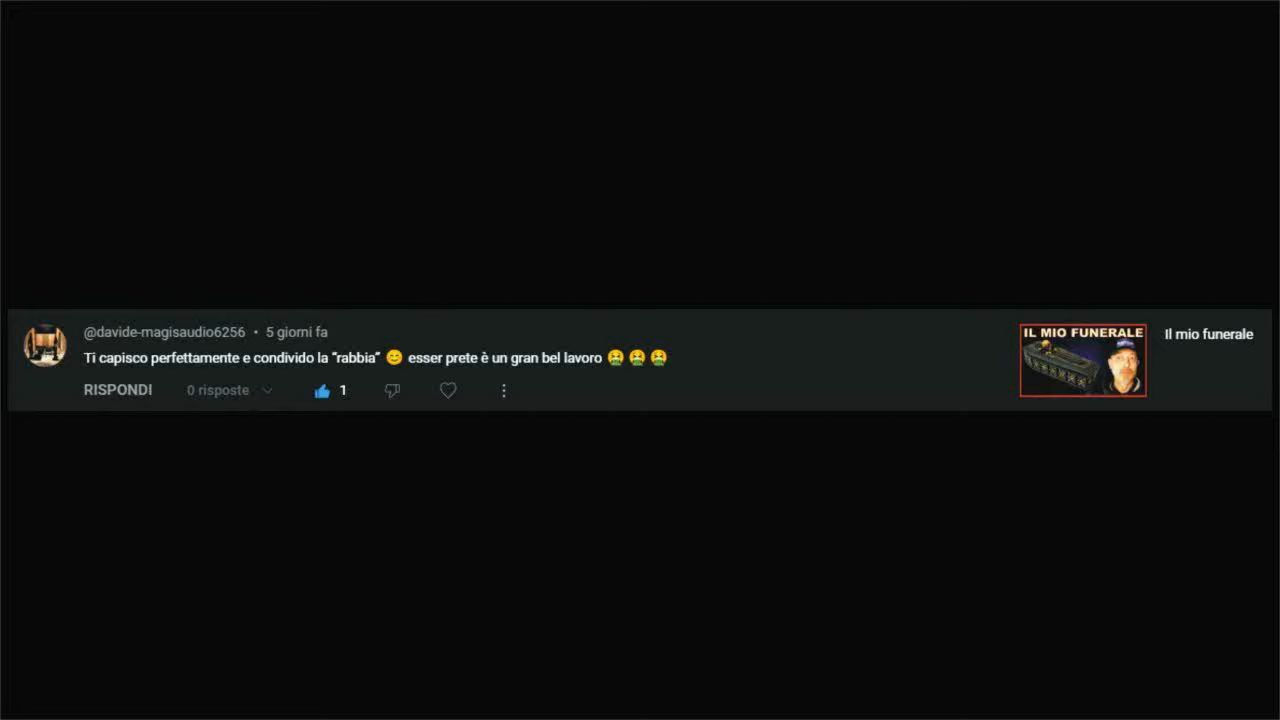 @davide-magisaudio6256 • 5 giorni fa
Ti capisco perfettamente e condivido la "rabbia" 😊 esser prete è un gran bel lavoro 🤮 🤮 🤮
RISPONDI 0 risposte 1
IL MIO FUNERALE
Il mio funerale